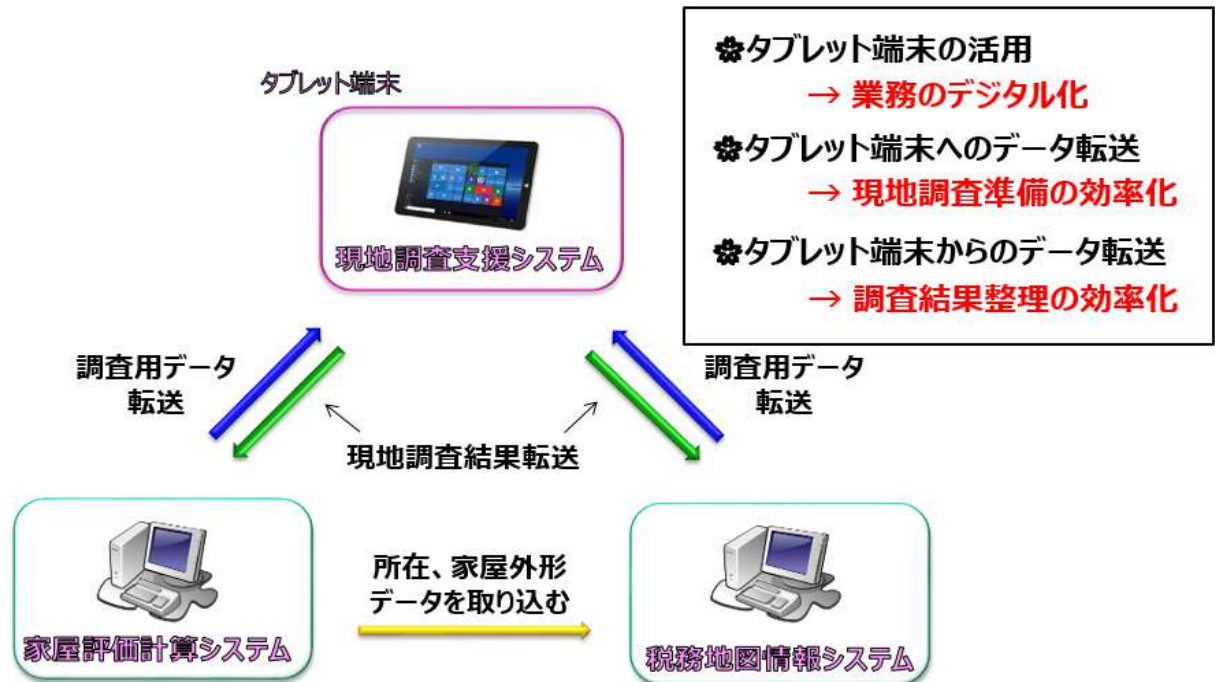 タブレット端末
現地調査支援システム
✿タブレット端末の活用
→ 業務のデジタル化
✿タブレット端末へのデータ転送
→ 現地調査準備の効率化
✿タブレット端末からのデータ転送
→ 調査結果整理の効率化
調査用データ
転送
現地調査結果転送
調査用データ
転送
家屋評価計算システム
所在、家屋外形
データを取り込む
税務地図情報システム